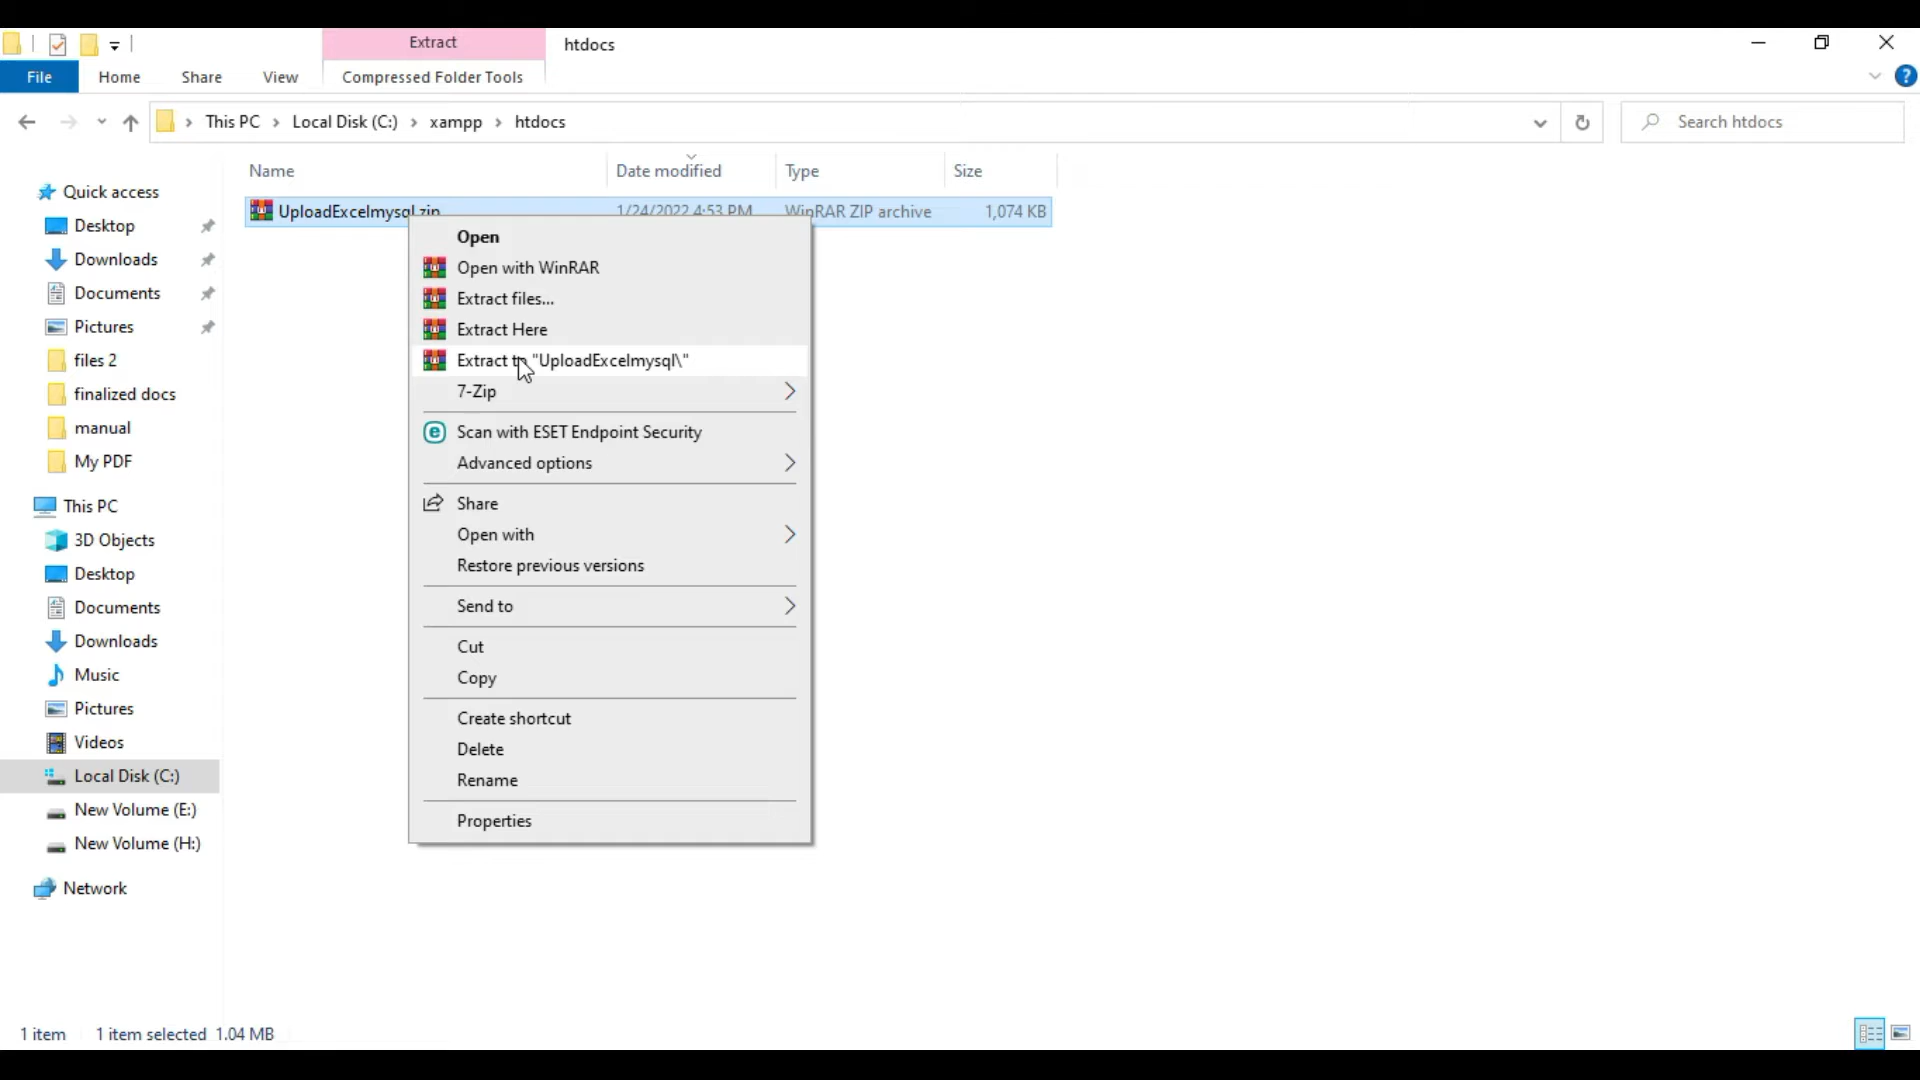 Extract
htdocs
File
Home
Share
View
Compressed Folder Tools
This PC
Local Disk (C:)
xampp
htdocs
Search htdocs
Name
Date modified
Type
Size
UploadExcelmysql.zip
1/24/2022 4:53 PM
WinRAR ZIP archive
1,074 KB
Quick access
Desktop
Downloads
Documents
Pictures
files 2
finalized docs
manual
My PDF
This PC
3D Objects
Desktop
Documents
Downloads
Music
Pictures
Videos
Local Disk (C:)
New Volume (E:)
New Volume (H:)
Network
Open
Open with WinRAR
Extract files...
Extract Here
Extract to "UploadExcelmysql\"
7-Zip
Scan with ESET Endpoint Security
Advanced options
Share
Open with
Restore previous versions
Send to
Cut
Copy
Create shortcut
Delete
Rename
Properties
1 item
1 item selected 1.04 MB